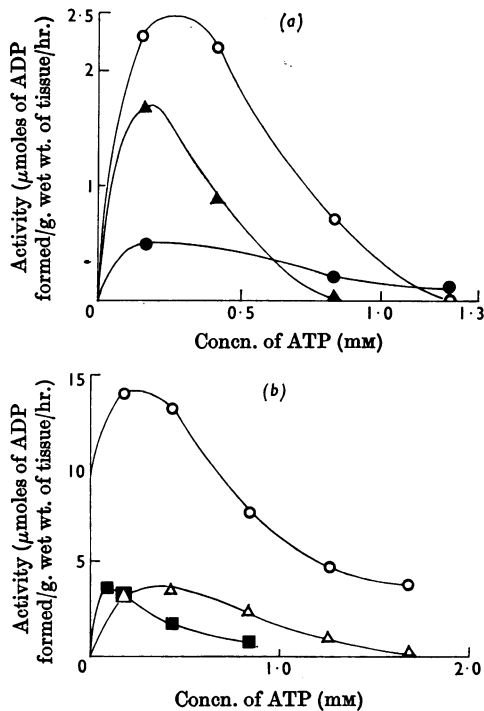 (a)
Activity (μmoles of ADP
formed/g. wet wt. of tissue/hr.)
2·5
2
1
0
0·5
1·0
1·3
Concn. of ATP (mM)
(b)
Activity (μmoles of ADP
formed/g. wet wt. of tissue/hr.)
15
10
5
0
1·0
2·0
Concn. of ATP (mM)